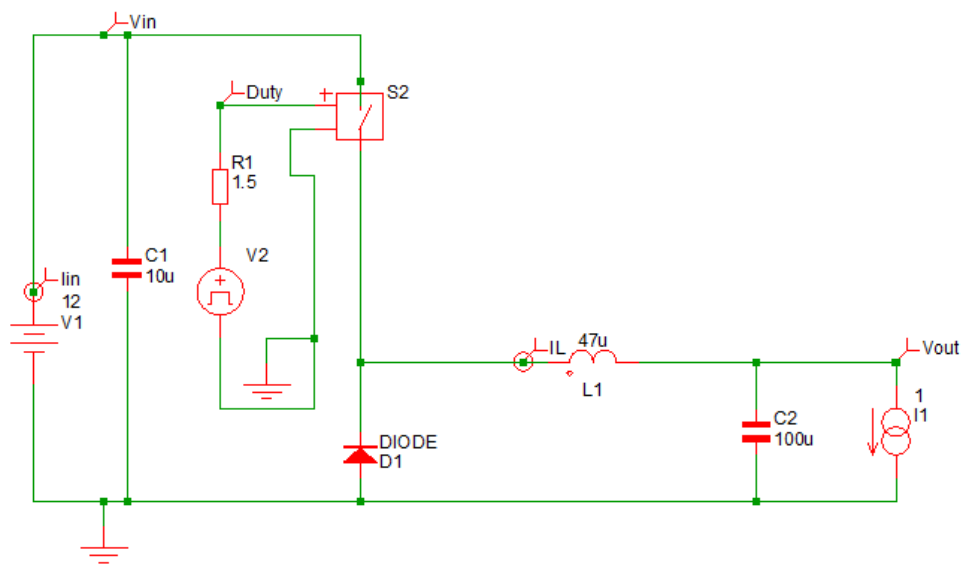 Vin
Duty
+
S2
R1
1.5
C1
10u
V2
+
Iin
12
V1
IL
47u
L1
Vout
1
I1
C2
100u
DIODE
D1